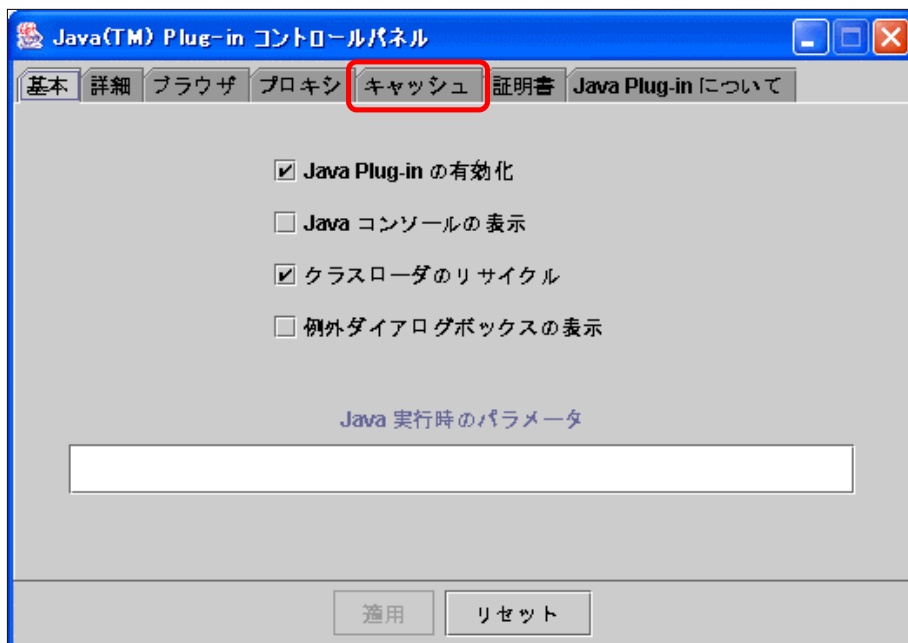 Java(TM) Plug-in コントロールパネル
基本 詳細 ブラウザ プロキシ キャッシュ 証明書 Java Plug-in について
Java Plug-in の有効化
Java コンソールの表示
クラスローダのリサイクル
例外ダイアログボックスの表示
Java 実行時のパラメータ
適用 リセット